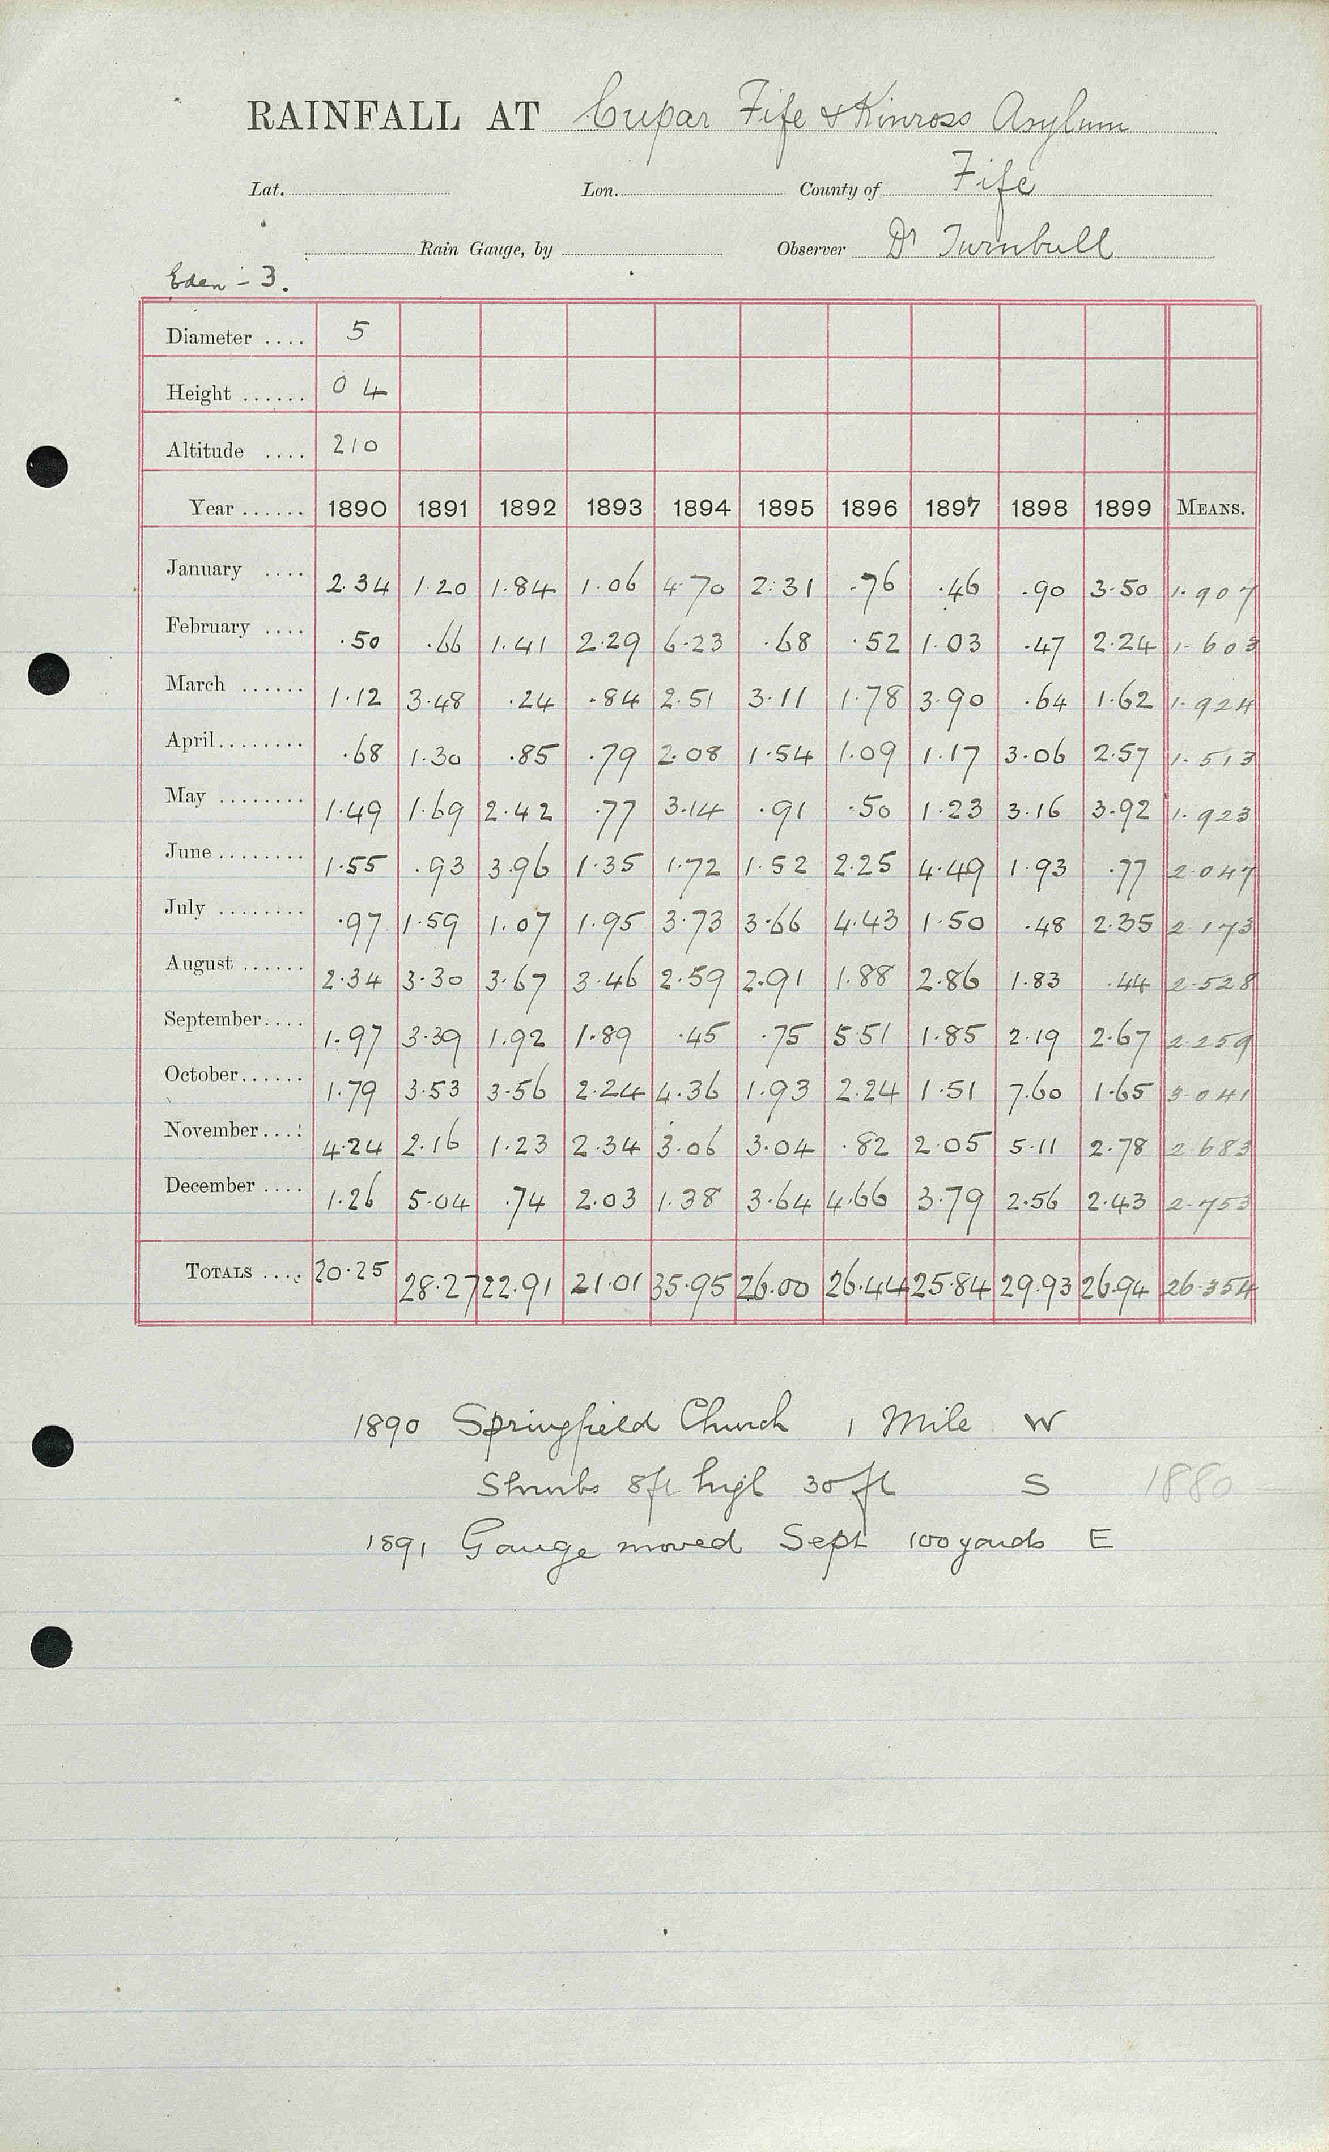 RAINFALL AT Cupar Fife & Kinross Asylum
Lat. Lon. County of Fife
Rain Gauge, by Observer Dr Turnbull
Eden - 3.
Diameter .... 5
Height ...... 0 4
Altitude .... 210
Year ...... 1890 1891 1892 1893 1894 1895 1896 1897 1898 1899 MEANS.
January .... 2.34 1.20 1.84 1.06 4.70 2.31 .76 .46 .90 3.50 1.907
February .... .50 .66 1.41 2.29 6.23 .68 .52 1.03 .47 2.24 1.603
March ...... 1.12 3.48 .24 .84 2.51 3.11 1.78 3.90 .64 1.62 1.924
April........ .68 1.30 .85 .79 2.08 1.54 1.09 1.17 3.06 2.57 1.513
May ........ 1.49 1.69 2.42 .77 3.14 .91 .50 1.23 3.16 3.92 1.923
June ........ 1.55 .93 3.96 1.35 1.72 1.52 2.25 4.49 1.93 .77 2.047
July ........ .97 1.59 1.07 1.95 3.73 3.66 4.43 1.50 .48 2.35 2.173
August ...... 2.34 3.30 3.67 3.46 2.59 2.91 1.88 2.86 1.83 .44 2.528
September.... 1.97 3.39 1.92 1.89 .45 .75 5.51 1.85 2.19 2.67 2.259
October...... 1.79 3.53 3.56 2.24 4.36 1.93 2.24 1.51 7.60 1.65 3.041
November.... 4.24 2.16 1.23 2.34 3.06 3.04 .82 2.05 5.11 2.78 2.683
December .... 1.26 5.04 .74 2.03 1.38 3.64 4.66 3.79 2.56 2.43 2.753
TOTALS .... 20.25 28.27 22.91 21.01 35.95 26.00 26.44 25.84 29.93 26.94 26.354
1890 Springfield Church 1 Mile W
Shrubs 8ft high 30 ft S 1880
1891 Gauge moved Sept 100 yards E